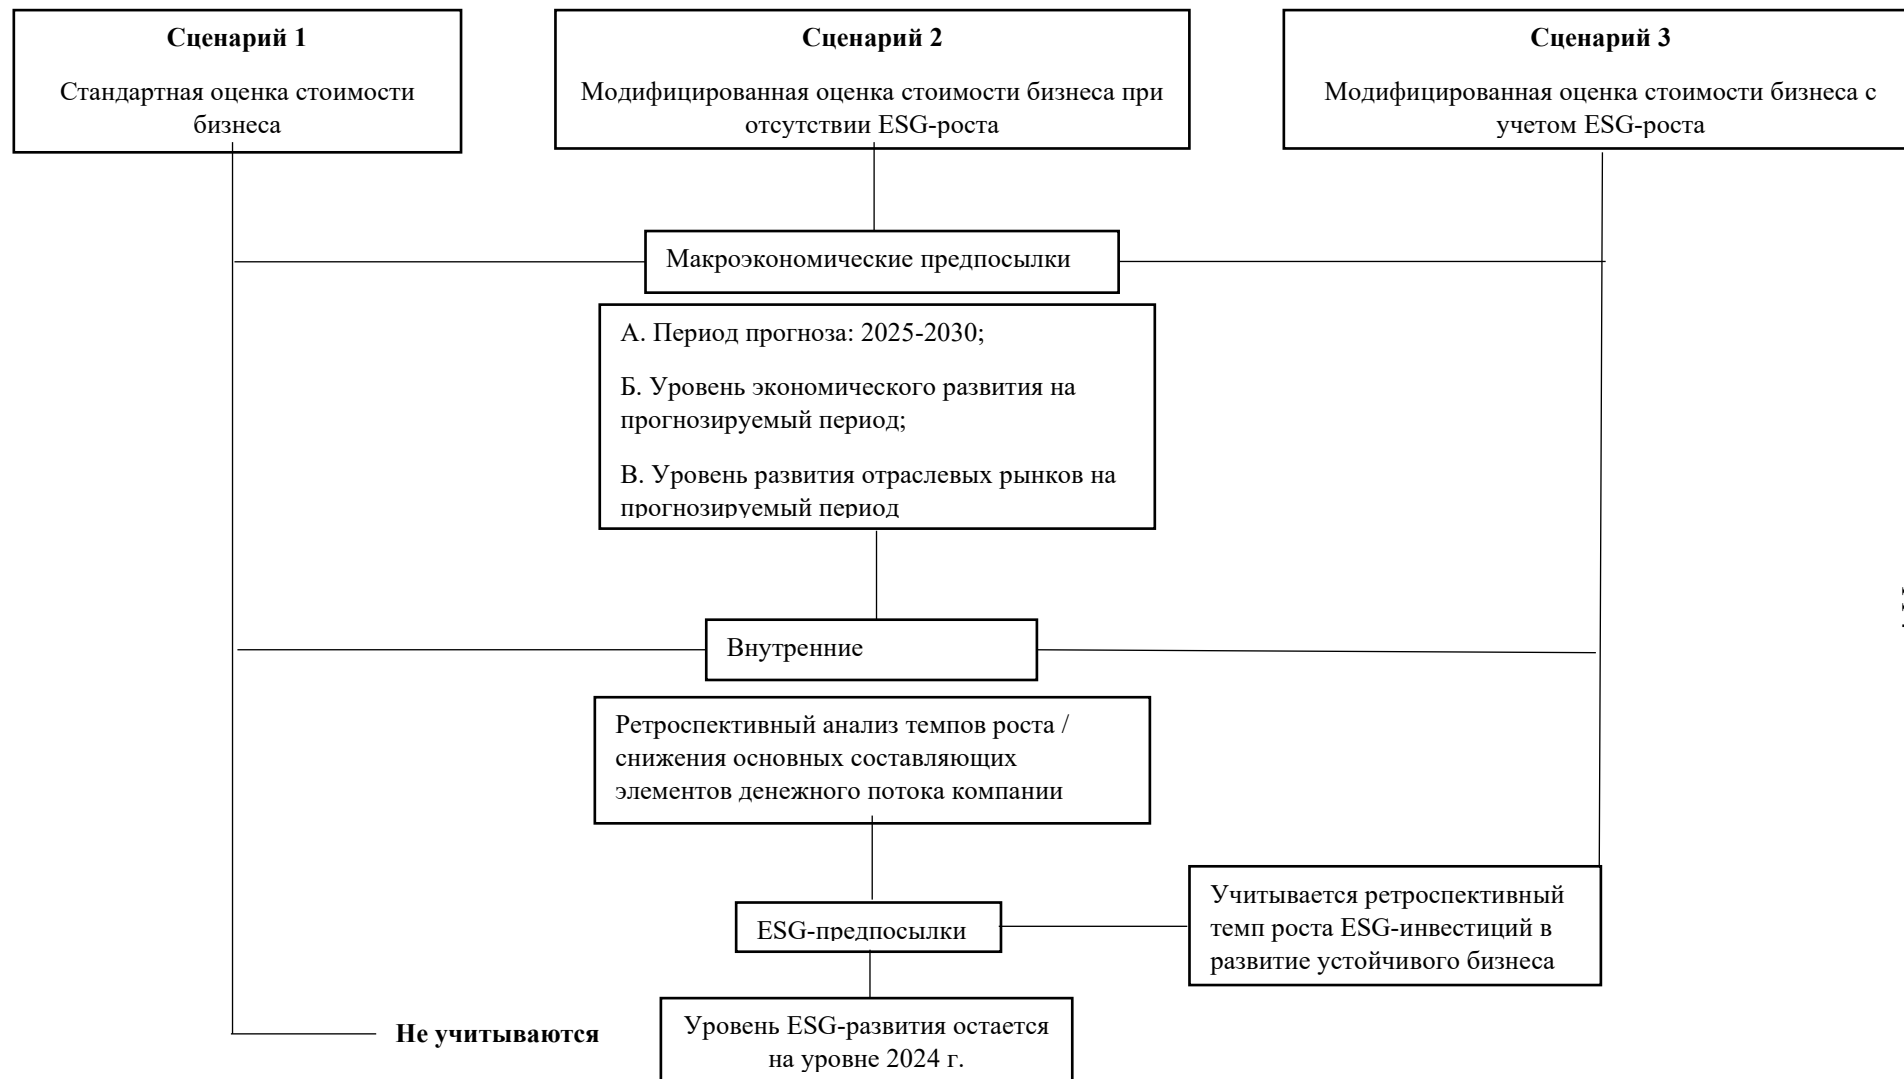 Сценарий 1
Стандартная оценка стоимости
бизнеса
Сценарий 2
Модифицированная оценка стоимости бизнеса при
отсутствии ESG-роста
Сценарий 3
Модифицированная оценка стоимости бизнеса с
учетом ESG-роста
Макроэкономические предпосылки
А. Период прогноза: 2025-2030;
Б. Уровень экономического развития на
прогнозируемый период;
В. Уровень развития отраслевых рынков на
прогнозируемый период
Внутренние
Ретроспективный анализ темпов роста /
снижения основных составляющих
элементов денежного потока компании
ESG-предпосылки
Учитывается ретроспективный
темп роста ESG-инвестиций в
развитие устойчивого бизнеса
Не учитываются
Уровень ESG-развития остается
на уровне 2024 г.